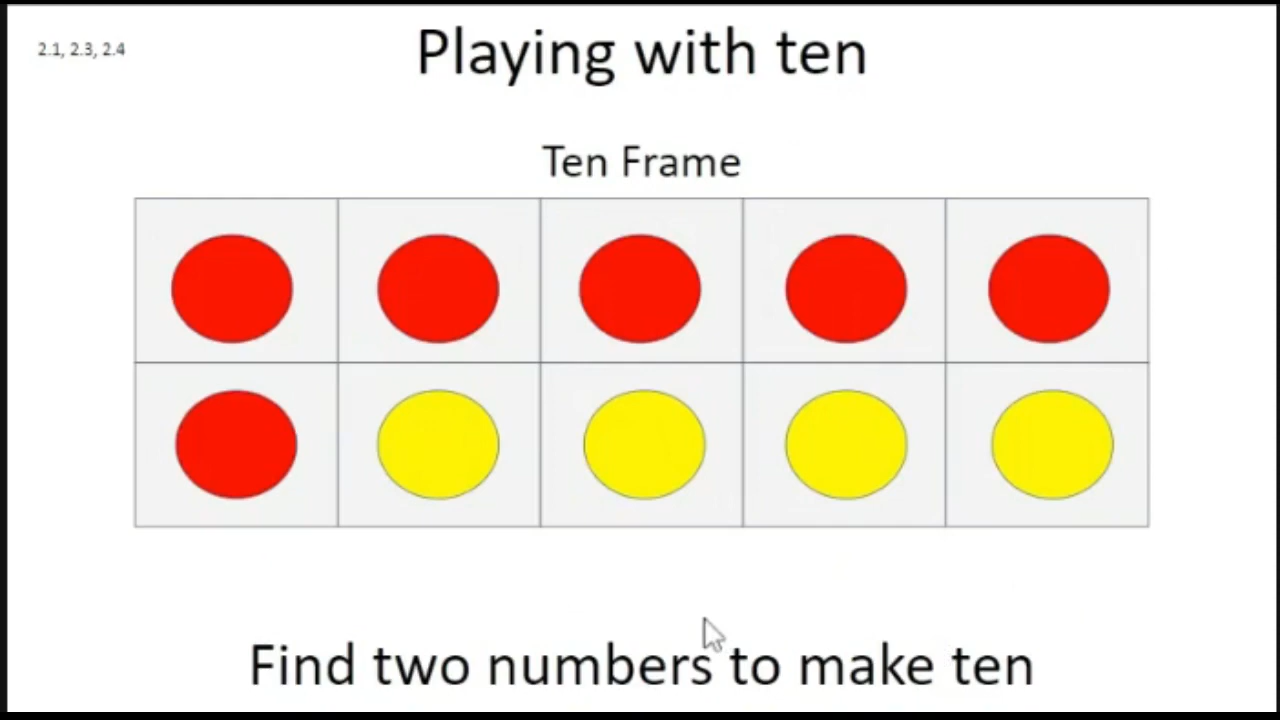 2.1, 2.3, 2.4
Playing with ten
Ten Frame
Find two numbers to make ten